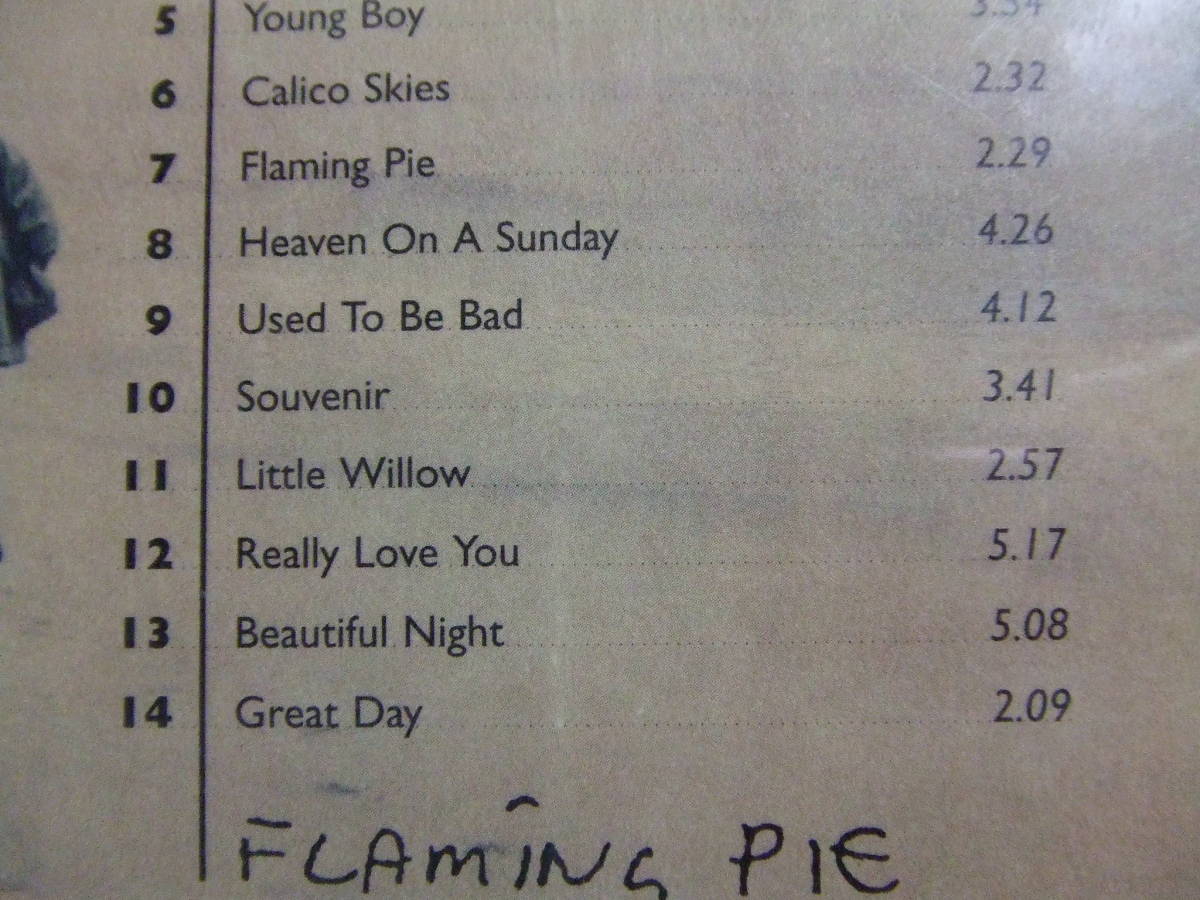 5 Young Boy 3.54
6 Calico Skies 2.32
7 Flaming Pie 2.29
8 Heaven On A Sunday 4.26
9 Used To Be Bad 4.12
10 Souvenir 3.41
11 Little Willow 2.57
12 Really Love You 5.17
13 Beautiful Night 5.08
14 Great Day 2.09
FLAMING PIE